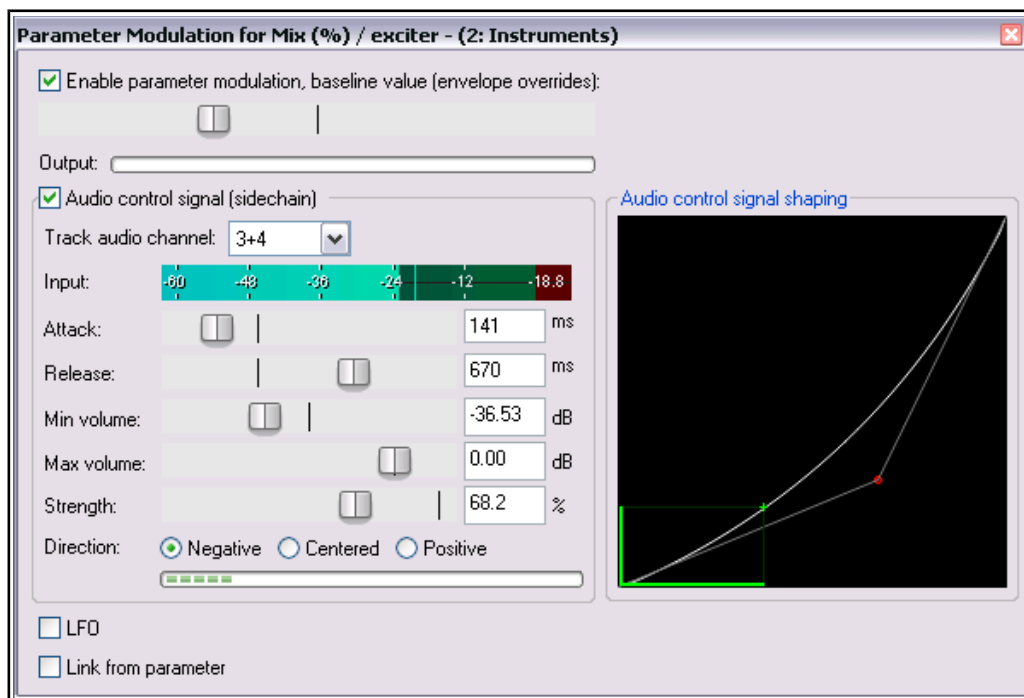 Parameter Modulation for Mix (%) / exciter - (2: Instruments)
Enable parameter modulation, baseline value (envelope overrides):
Output:
Audio control signal (sidechain)
Audio control signal shaping
Track audio channel: 3+4
Input: -60 -48 -36 -24 -12 -18.8
Attack: 141 ms
Release: 670 ms
Min volume: -36.53 dB
Max volume: 0.00 dB
Strength: 68.2 %
Direction: Negative Centered Positive
LFO
Link from parameter